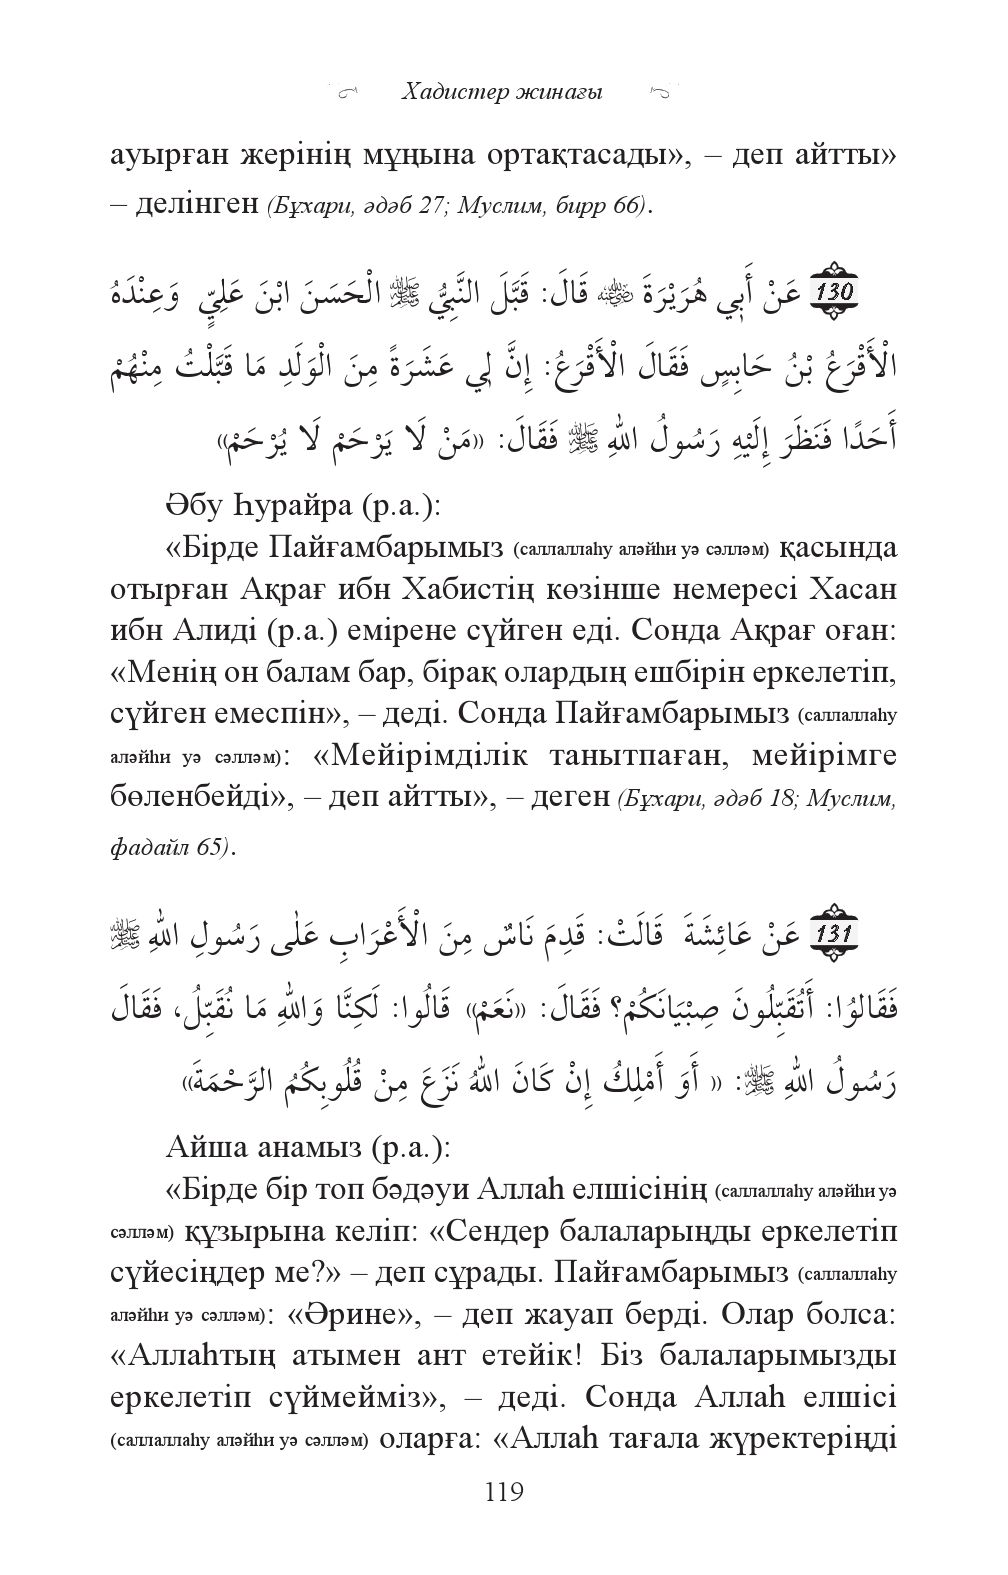 Хадистер жинағы
ауырған жерінің мұңына ортақтасады», – деп айтты»
– делінген (Бұхари, әдәб 27; Муслим, бирр 66).
130 عَنْ أَبِي هُرَيْرَةَ ﵁ قَالَ: قَبَّلَ النَّبِيُّ ﷺ الْحَسَنَ ابْنَ عَلِيٍّ وَعِنْدَهُ
الْأَقْرَعُ بْنُ حَابِسٍ فَقَالَ الْأَقْرَعُ: إِنَّ لِي عَشَرَةً مِنَ الْوَلَدِ مَا قَبَّلْتُ مِنْهُمْ
أَحَدًا فَنَظَرَ إِلَيْهِ رَسُولُ اللهِ ﷺ فَقَالَ: «مَنْ لَا يَرْحَمْ لَا يُرْحَمْ»
Әбу Һурайра (р.а.):
«Бірде Пайғамбарымыз (саллаллаһу аләйһи уә сәлләм) қасында
отырған Ақрағ ибн Хабистің көзінше немересі Хасан
ибн Алиді (р.а.) емірене сүйген еді. Сонда Ақрағ оған:
«Менің он балам бар, бірақ олардың ешбірін еркелетіп,
сүйген емеспін», – деді. Сонда Пайғамбарымыз (саллаллаһу
аләйһи уә сәлләм): «Мейірімділік танытпаған, мейірімге
бөленбейді», – деп айтты», – деген (Бұхари, әдәб 18; Муслим,
фадайл 65).
131 عَنْ عَائِشَةَ قَالَتْ: قَدِمَ نَاسٌ مِنَ الْأَعْرَابِ عَلَى رَسُولِ اللهِ ﷺ
فَقَالوُا: أَتُقَبِّلُونَ صِبْيَانَكُمْ؟ فَقَالَ: «نَعَمْ» قَالُوا: لَكِنَّا وَاللهِ مَا نُقَبِّلُ، فَقَالَ
رَسُولُ اللهِ ﷺ: « أَوَ أَمْلِكُ إِنْ كَانَ اللهُ نَزَعَ مِنْ قُلُوبِكُمُ الرَّحْمَةَ»
Айша анамыз (р.а.):
«Бірде бір топ бәдәуи Аллаһ елшісінің (саллаллаһу аләйһи уә
сәлләм) құзырына келіп: «Сендер балаларыңды еркелетіп
сүйесіңдер ме?» – деп сұрады. Пайғамбарымыз (саллаллаһу
аләйһи уә сәлләм): «Әрине», – деп жауап берді. Олар болса:
«Аллаһтың атымен ант етейік! Біз балаларымызды
еркелетіп сүймейміз», – деді. Сонда Аллаһ елшісі
(саллаллаһу аләйһи уә сәлләм) оларға: «Аллаһ тағала жүректеріңді
119